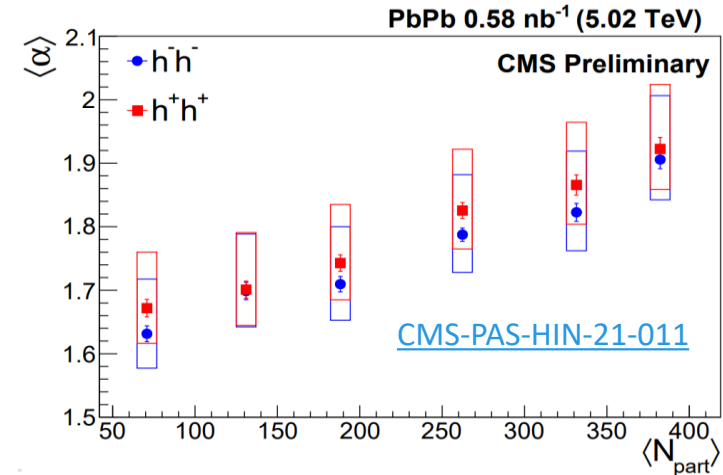 PbPb 0.58 nb⁻¹ (5.02 TeV)
⟨α⟩
2.1
h⁻h⁻
CMS Preliminary
2
h⁺h⁺
1.9
1.8
1.7
CMS-PAS-HIN-21-011
1.6
1.5
50 100 150 200 250 300 350 400
⟨N_part⟩